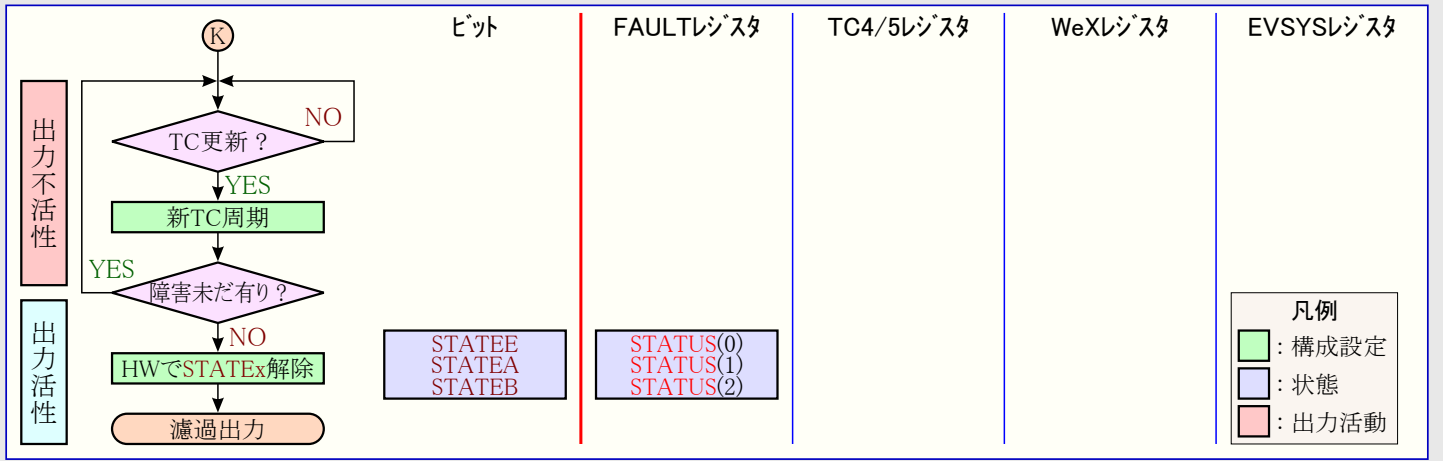 K
ﾋﾞｯﾄ
FAULTﾚｼﾞｽﾀ
TC4/5ﾚｼﾞｽﾀ
WeXﾚｼﾞｽﾀ
EVSYSﾚｼﾞｽﾀ
出力不活性
NO
TC更新 ?
YES
新TC周期
YES
障害未だ有り?
出力活性
NO
HWでSTATEx解除
濾過出力
STATEE
STATEA
STATEB
STATUS(0)
STATUS(1)
STATUS(2)
凡例
: 構成設定
: 状態
: 出力活動